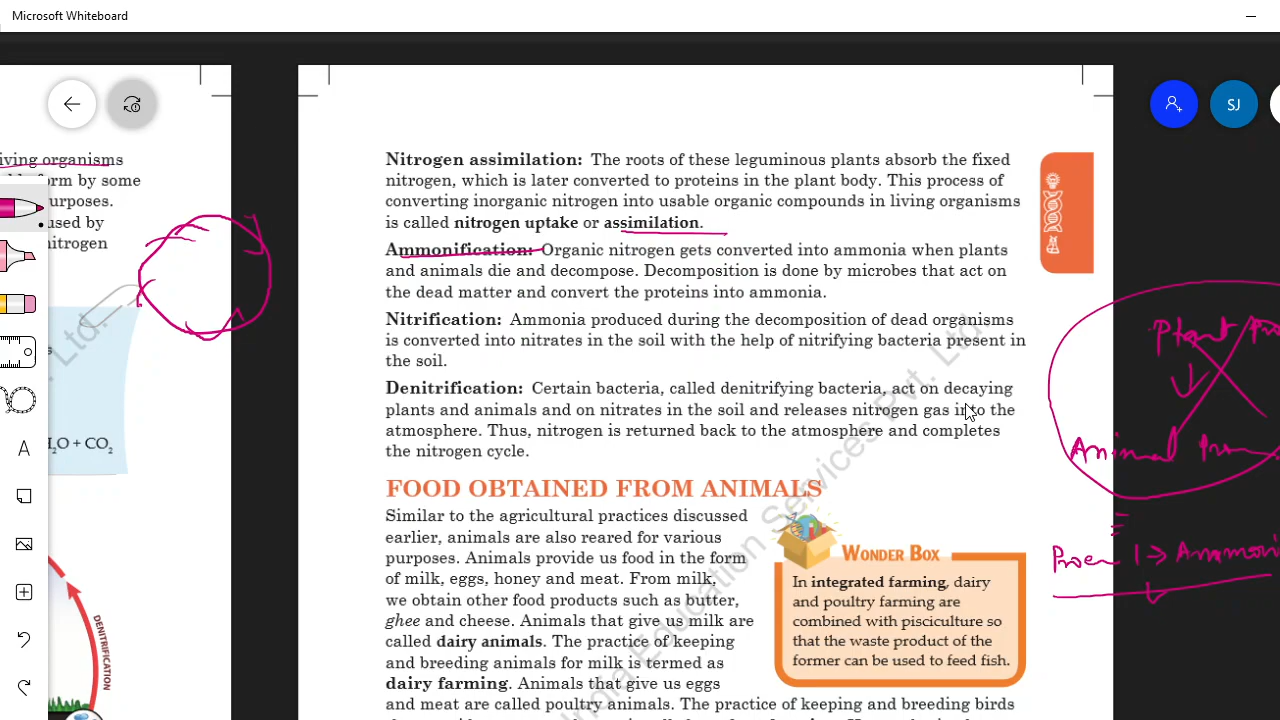 Microsoft Whiteboard
SJ
iving organisms
orm by some
urposes.
used by
itrogen
Ltd.
H₂O + CO₂
DENITRIFICATION
A
Nitrogen assimilation: The roots of these leguminous plants absorb the fixed
nitrogen, which is later converted to proteins in the plant body. This process of
converting inorganic nitrogen into usable organic compounds in living organisms
is called nitrogen uptake or assimilation.
Ammonification: Organic nitrogen gets converted into ammonia when plants
and animals die and decompose. Decomposition is done by microbes that act on
the dead matter and convert the proteins into ammonia.
Nitrification: Ammonia produced during the decomposition of dead organisms
is converted into nitrates in the soil with the help of nitrifying bacteria present in
the soil.
Denitrification: Certain bacteria, called denitrifying bacteria, act on decaying
plants and animals and on nitrates in the soil and releases nitrogen gas into the
atmosphere. Thus, nitrogen is returned back to the atmosphere and completes
the nitrogen cycle.
FOOD OBTAINED FROM ANIMALS
Similar to the agricultural practices discussed
earlier, animals are also reared for various
purposes. Animals provide us food in the form
of milk, eggs, honey and meat. From milk,
we obtain other food products such as butter,
ghee and cheese. Animals that give us milk are
called dairy animals. The practice of keeping
and breeding animals for milk is termed as
dairy farming. Animals that give us eggs
and meat are called poultry animals. The practice of keeping and breeding birds
WONDER BOX
In integrated farming, dairy
and poultry farming are
combined with pisciculture so
that the waste product of the
former can be used to feed fish.
India Education Services Pvt. Ltd
Plant
Animal
Ammoni